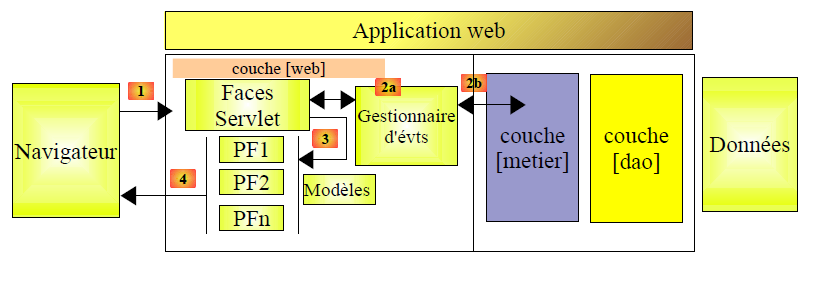 Application web
couche [web]
1
Faces
Servlet
2a
2b
Gestionnaire
d'évts
Navigateur
3
PF1
PF2
PFn
Modèles
4
couche
[metier]
couche
[dao]
Données